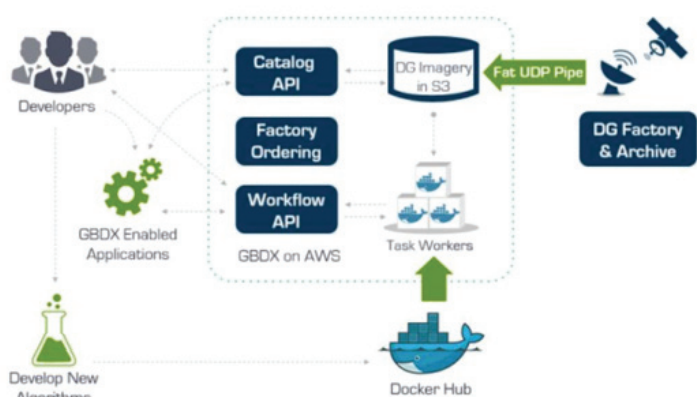 Developers
Catalog
API
DG Imagery
in S3
Fat UDP Pipe
DG Factory
& Archive
Factory
Ordering
GBDX Enabled
Applications
Workflow
API
GBDX on AWS
Task Workers
Develop New
Algorithms
Docker Hub